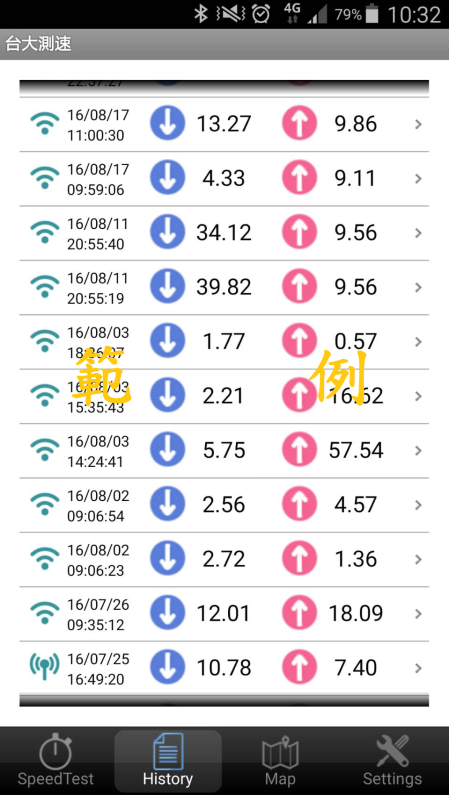 4G 79% 10:32
台大測速
16/08/17 11:00:30 13.27 9.86
16/08/17 09:59:06 4.33 9.11
16/08/11 20:55:40 34.12 9.56
16/08/11 20:55:19 39.82 9.56
16/08/03 1.77 0.57
範例
16/08/03 15:35:43 2.21 16.62
16/08/03 14:24:41 5.75 57.54
16/08/02 09:06:54 2.56 4.57
16/08/02 09:06:23 2.72 1.36
16/07/26 09:35:12 12.01 18.09
16/07/25 16:49:20 10.78 7.40
SpeedTest History Map Settings